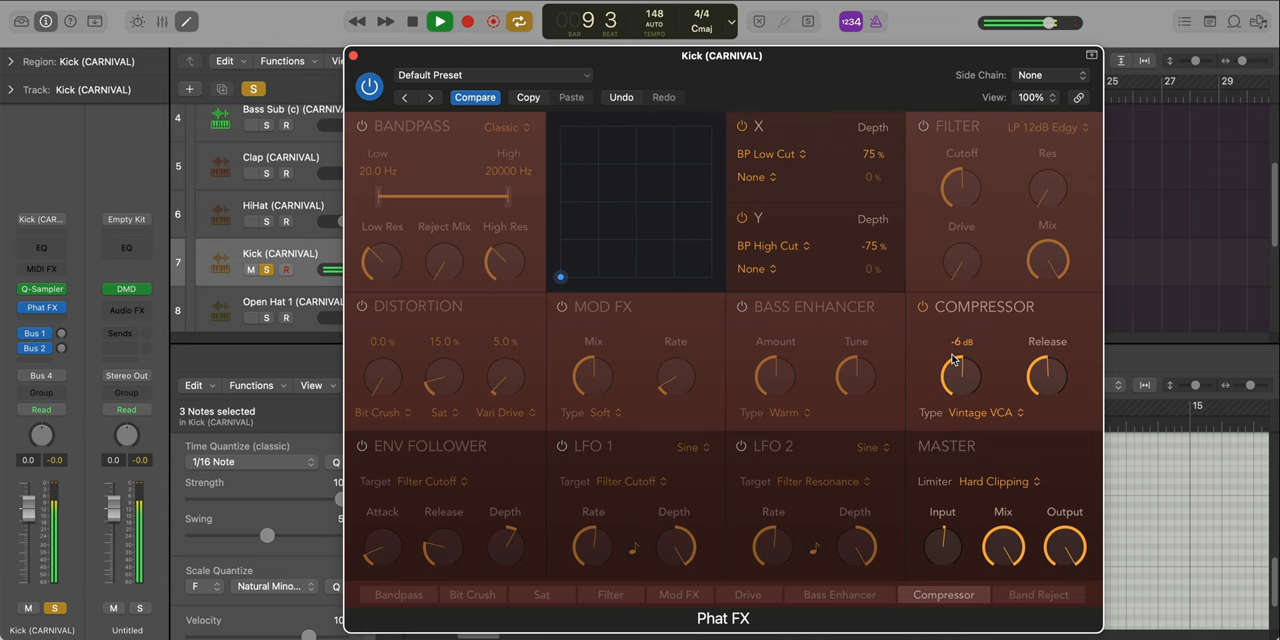 9 3
BAR BEAT
148
AUTO
TEMPO
4/4
Cmaj
S
1234
Region: Kick (CARNIVAL)
Track: Kick (CARNIVAL)
Edit Functions
S
4 Bass Sub (c) (CARNIVA
S R
5 Clap (CARNIVAL)
S R
6 HiHat (CARNIVAL)
S R
7 Kick (CARNIVAL)
M S R
8 Open Hat 1 (CARNIVAL
S R
25 27 29
15
Kick (CAR... Empty Kit
EQ EQ
MIDI FX
Q-Sampler DMD
Phat FX Audio FX
Bus 1 Sends
Bus 2
Bus 4 Stereo Out
Group Group
Read Read
0.0 -0.0 0.0 -0.0
M S M S
Kick (CARNIVAL) Untitled
Edit Functions View
3 Notes selected
in Kick (CARNIVAL)
Time Quantize (classic)
1/16 Note Q
Strength 10
Swing 5
Scale Quantize
F Natural Mino... Q
Velocity 10
Kick (CARNIVAL)
Default Preset
Side Chain: None
Compare Copy Paste Undo Redo
View: 100%
BANDPASS Classic
Low High
20.0 Hz 20000 Hz
Low Res Reject Mix High Res
X Depth
BP Low Cut 75 %
None 0 %
Y Depth
BP High Cut -75 %
None 0 %
FILTER LP 12dB Edgy
Cutoff Res
Drive Mix
DISTORTION
0.0 % 15.0 % 5.0 %
Bit Crush Sat Vari Drive
MOD FX
Mix Rate
Type Soft
BASS ENHANCER
Amount Tune
Type Warm
COMPRESSOR
-6 dB Release
Type Vintage VCA
ENV FOLLOWER
Target Filter Cutoff
Attack Release Depth
LFO 1 Sine
Target Filter Cutoff
Rate Depth
LFO 2 Sine
Target Filter Resonance
Rate Depth
MASTER
Limiter Hard Clipping
Input Mix Output
Bandpass Bit Crush Sat Filter Mod FX Drive Bass Enhancer Compressor Band Reject
Phat FX